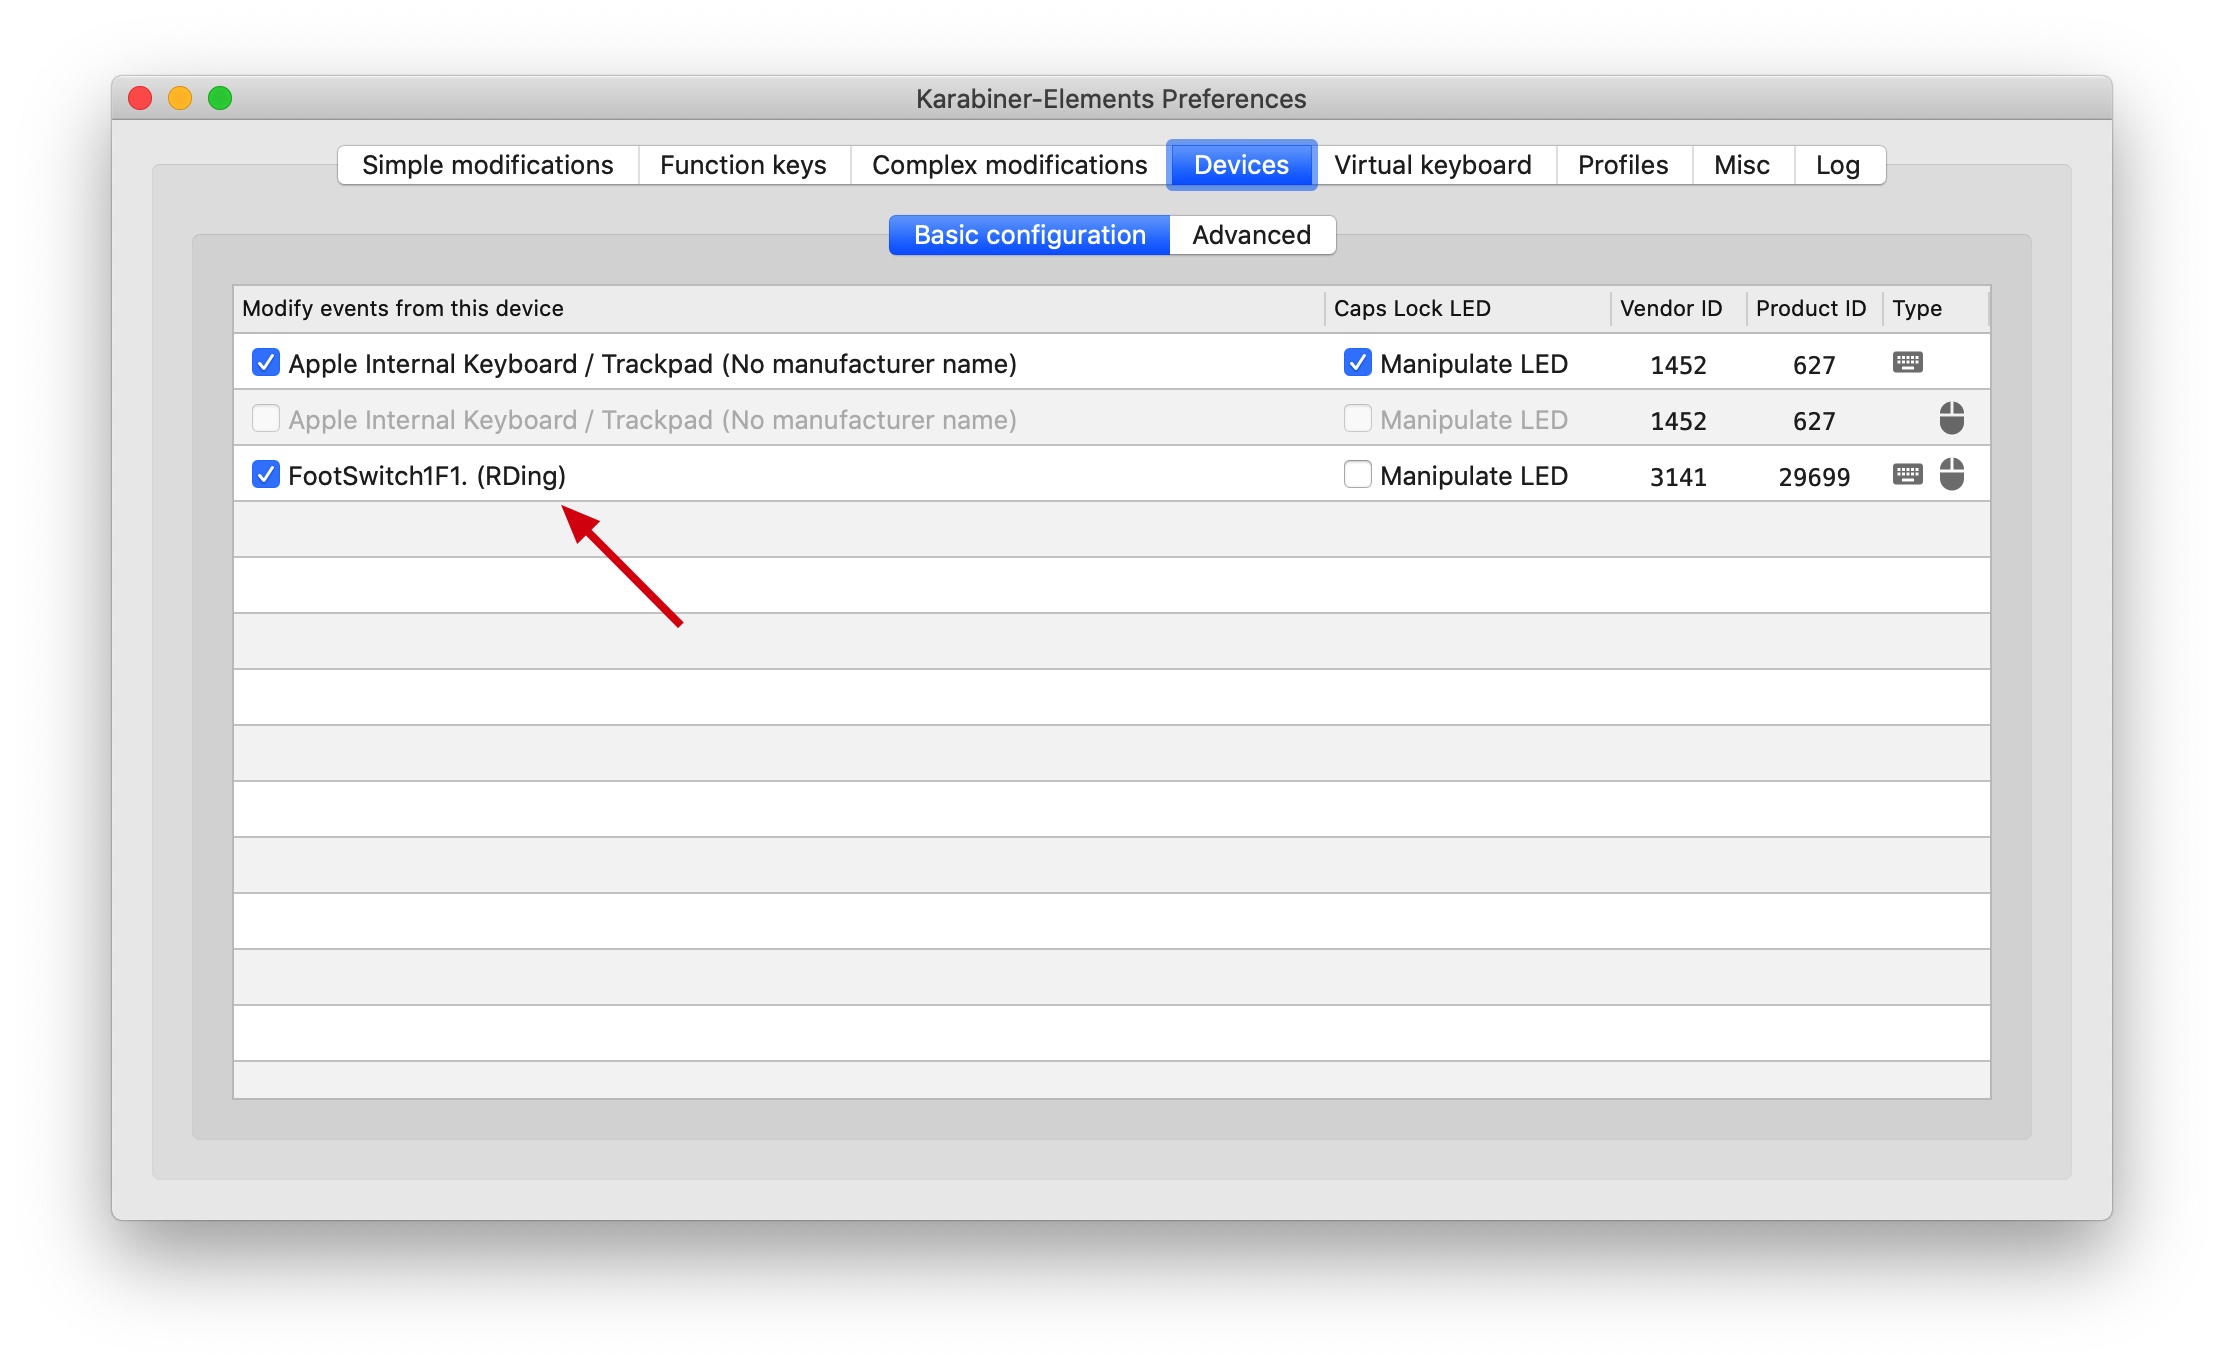 Karabiner-Elements Preferences
Simple modifications Function keys Complex modifications Devices Virtual keyboard Profiles Misc Log
Basic configuration Advanced
Modify events from this device Caps Lock LED Vendor ID Product ID Type
Apple Internal Keyboard / Trackpad (No manufacturer name) Manipulate LED 1452 627
Apple Internal Keyboard / Trackpad (No manufacturer name) Manipulate LED 1452 627
FootSwitch1F1. (RDing) Manipulate LED 3141 29699